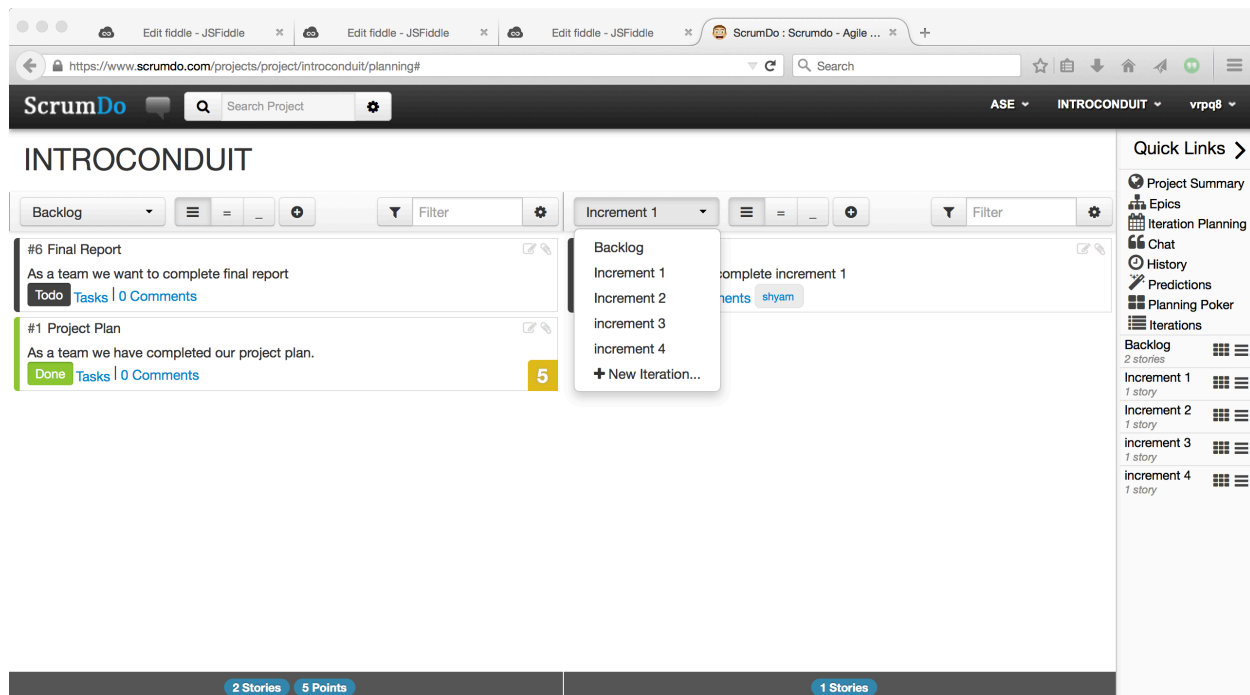 Edit fiddle - JSFiddle × Edit fiddle - JSFiddle × Edit fiddle - JSFiddle × ScrumDo : Scrumdo - Agile ... × +
https://www.scrumdo.com/projects/project/introconduit/planning# Search
ScrumDo Search Project ASE INTROCONDUIT vrpq8
INTROCONDUIT
Backlog = _ Filter
Increment 1 = _ Filter
#6 Final Report
As a team we want to complete final report
Todo Tasks 0 Comments
#1 Project Plan
As a team we have completed our project plan.
Done Tasks 0 Comments
5
Backlog
Increment 1
Increment 2
increment 3
increment 4
+ New Iteration...
complete increment 1
shyam
2 Stories 5 Points
1 Stories
Quick Links
Project Summary
Epics
Iteration Planning
Chat
History
Predictions
Planning Poker
Iterations
Backlog
2 stories
Increment 1
1 story
Increment 2
1 story
increment 3
1 story
increment 4
1 story